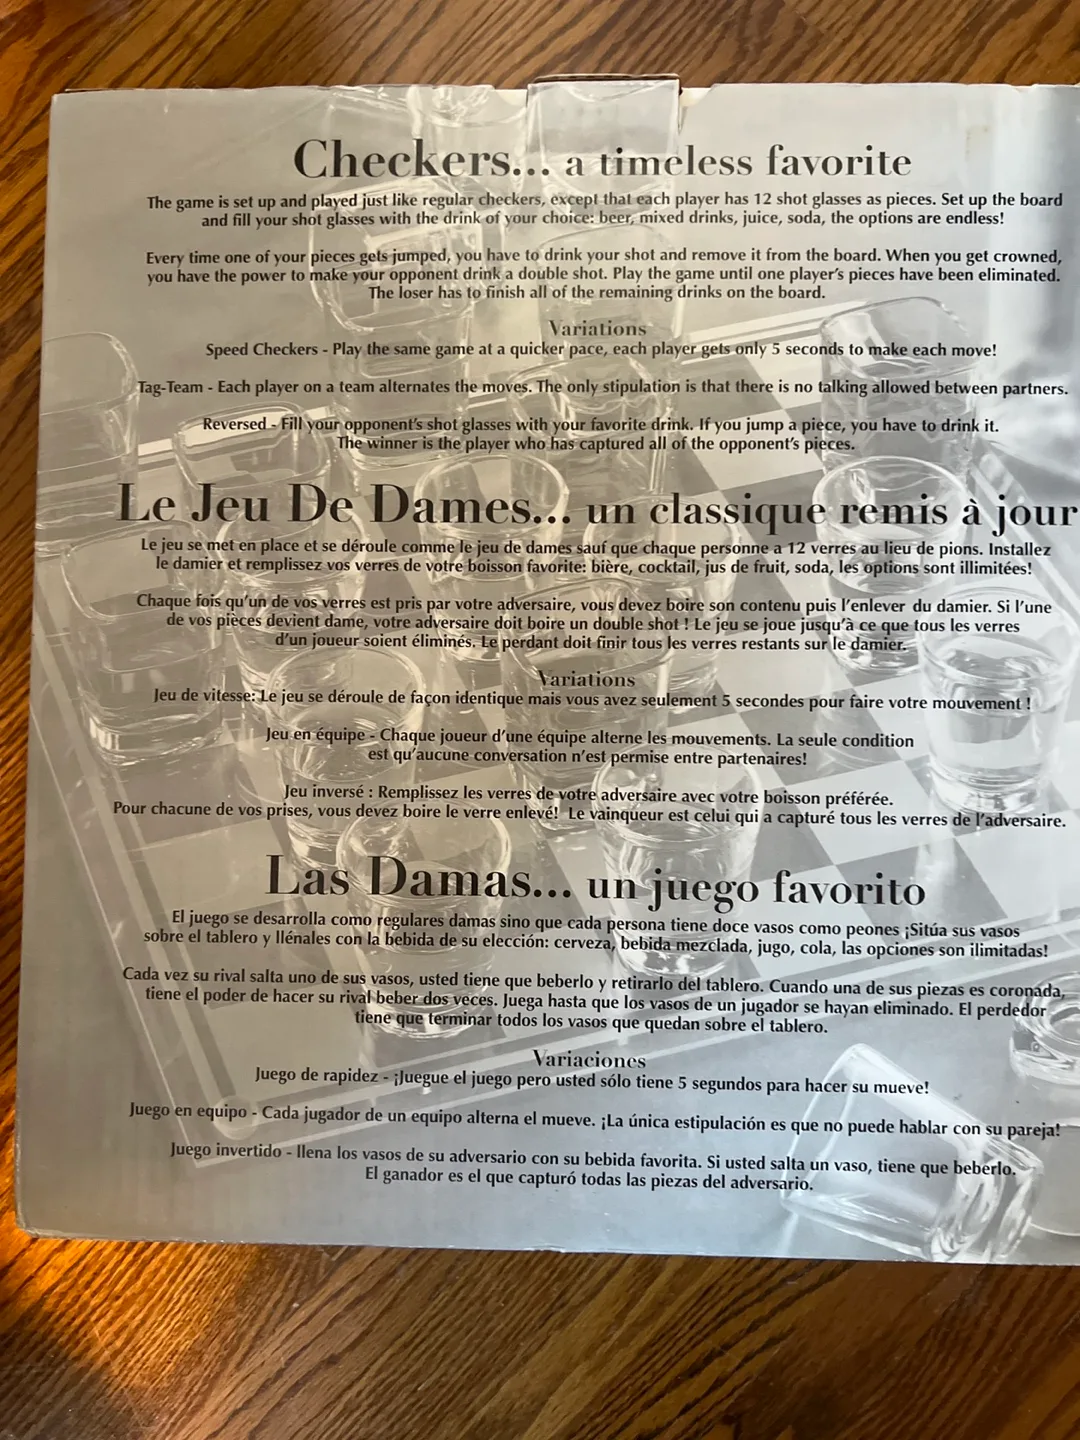 Checkers... a timeless favorite
The game is set up and played just like regular checkers, except that each player has 12 shot glasses as pieces. Set up the board
and fill your shot glasses with the drink of your choice: beer, mixed drinks, juice, soda, the options are endless!
Every time one of your pieces gets jumped, you have to drink your shot and remove it from the board. When you get crowned,
you have the power to make your opponent drink a double shot. Play the game until one player's pieces have been eliminated.
The loser has to finish all of the remaining drinks on the board.
Variations
Speed Checkers - Play the same game at a quicker pace, each player gets only 5 seconds to make each move!
Tag-Team - Each player on a team alternates the moves. The only stipulation is that there is no talking allowed between partners.
Reversed - Fill your opponent's shot glasses with your favorite drink. If you jump a piece, you have to drink it.
The winner is the player who has captured all of the opponent's pieces.
Le Jeu De Dames... un classique remis à jour
Le jeu se met en place et se déroule comme le jeu de dames sauf que chaque personne a 12 verres au lieu de pions. Installez
le damier et remplissez vos verres de votre boisson favorite: bière, cocktail, jus de fruit, soda, les options sont illimitées!
Chaque fois qu'un de vos verres est pris par votre adversaire, vous devez boire son contenu puis l'enlever du damier. Si l'une
de vos pièces devient dame, votre adversaire doit boire un double shot ! Le jeu se joue jusqu'à ce que tous les verres
d'un joueur soient éliminés. Le perdant doit finir tous les verres restants sur le damier.
Variations
Jeu de vitesse: Le jeu se déroule de façon identique mais vous avez seulement 5 secondes pour faire votre mouvement !
Jeu en équipe - Chaque joueur d'une équipe alterne les mouvements. La seule condition
est qu'aucune conversation n'est permise entre partenaires!
Jeu inversé : Remplissez les verres de votre adversaire avec votre boisson préférée.
Pour chacune de vos prises, vous devez boire le verre enlevé! Le vainqueur est celui qui a capturé tous les verres de l'adversaire.
Las Damas... un juego favorito
El juego se desarrolla como regulares damas sino que cada persona tiene doce vasos como peones ¡Sitúa sus vasos
sobre el tablero y llénales con la bebida de su elección: cerveza, bebida mezclada, jugo, cola, las opciones son ilimitadas!
Cada vez su rival salta uno de sus vasos, usted tiene que beberlo y retirarlo del tablero. Cuando una de sus piezas es coronada,
tiene el poder de hacer su rival beber dos veces. Juega hasta que los vasos de un jugador se hayan eliminado. El perdedor
tiene que terminar todos los vasos que quedan sobre el tablero.
Variaciones
Juego de rapidez - ¡Juegue el juego pero usted sólo tiene 5 segundos para hacer su mueve!
Juego en equipo - Cada jugador de un equipo alterna el mueve. ¡La única estipulación es que no puede hablar con su pareja!
Juego invertido - llena los vasos de su adversario con su bebida favorita. Si usted salta un vaso, tiene que beberlo.
El ganador es el que capturó todas las piezas del adversario.